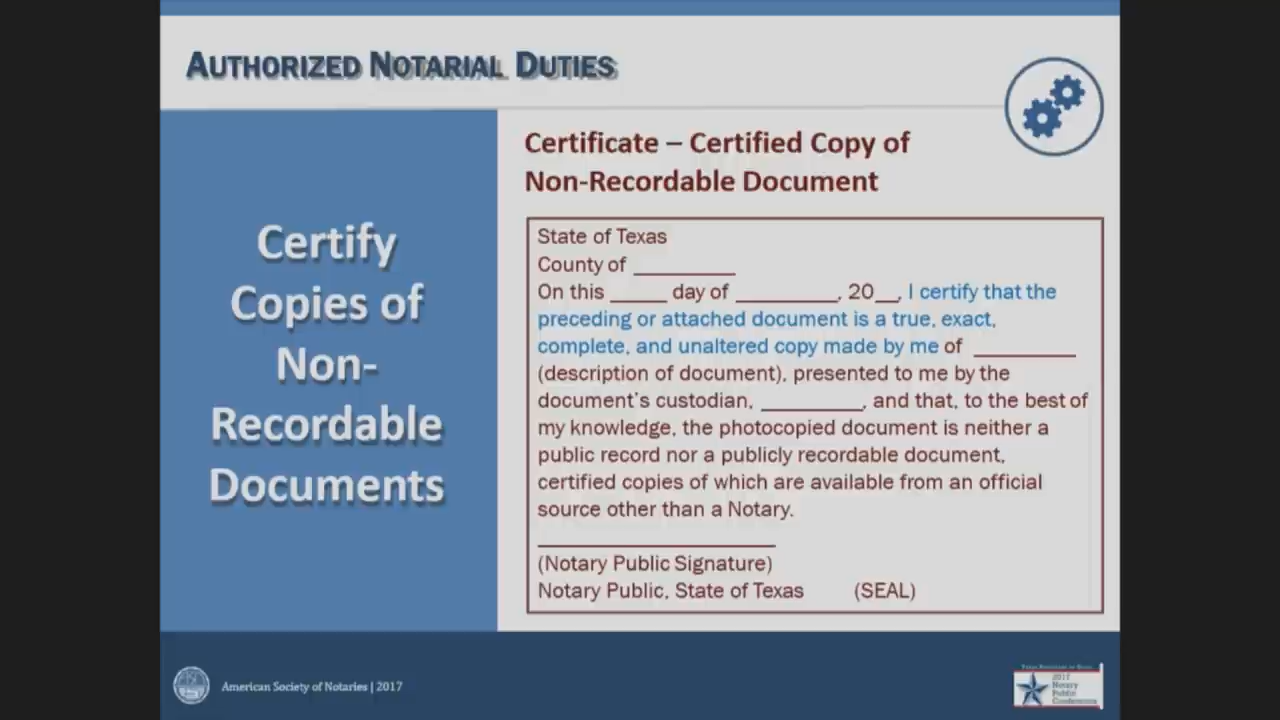 AUTHORIZED NOTARIAL DUTIES
Certify
Copies of
Non-
Recordable
Documents
Certificate – Certified Copy of
Non-Recordable Document
State of Texas
County of __________
On this _____ day of _________, 20__, I certify that the
preceding or attached document is a true, exact,
complete, and unaltered copy made by me of __________
(description of document), presented to me by the
document's custodian, __________, and that, to the best of
my knowledge, the photocopied document is neither a
public record nor a publicly recordable document,
certified copies of which are available from an official
source other than a Notary.
_______________________
(Notary Public Signature)
Notary Public, State of Texas (SEAL)
American Society of Notaries | 2017
2017
Notary
Public
Conference